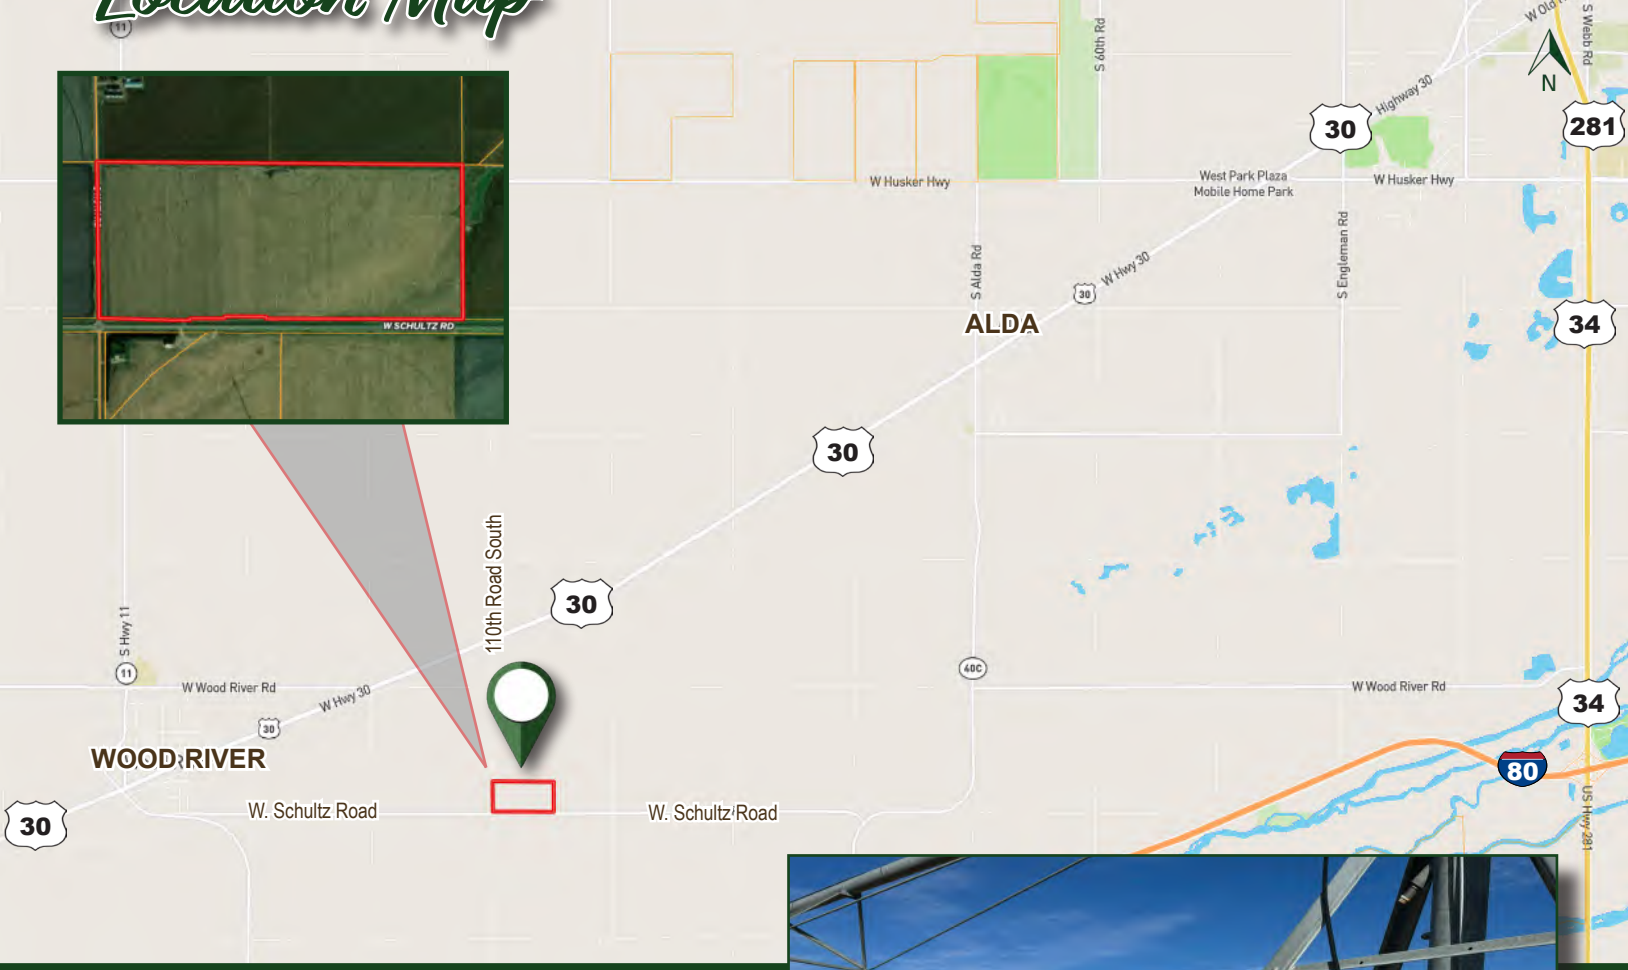 Location Map
11
S 60th Rd
W Old
S Webb Rd
N
Highway 30
30
281
W Husker Hwy
West Park Plaza
Mobile Home Park
W Husker Hwy
S Alda Rd
S Engleman Rd
W Hwy 30
30
ALDA
34
W SCHULTZ RD
30
110th Road South
30
S Hwy 11
11
W Wood River Rd
W Hwy 30
30
40C
W Wood River Rd
34
WOOD RIVER
80
W. Schultz Road
W. Schultz Road
30
US Hwy 281